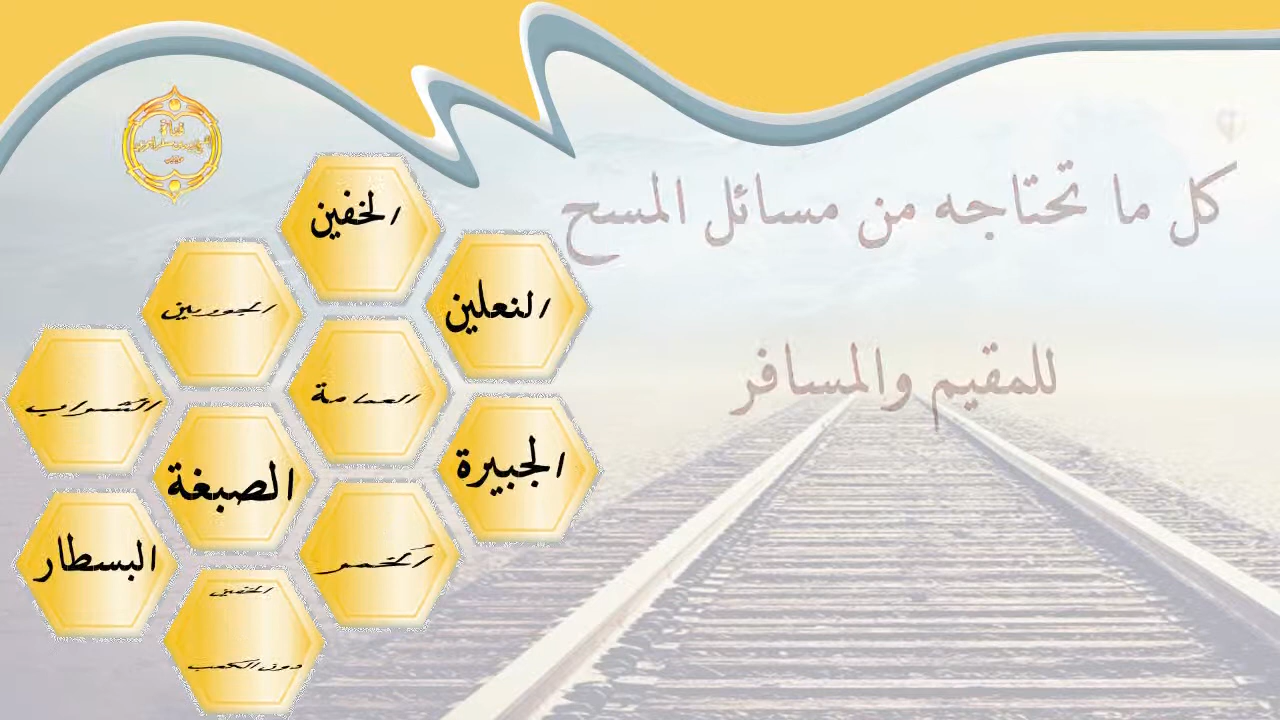 كل ما تحتاجه من مسائل المسح
للمقيم والمسافر
الخفين
النعلين
الجوربين
العمامة
الشراب
الجبيرة
الصبغة
الخمر
البسطار
الخفين
دون الكعب